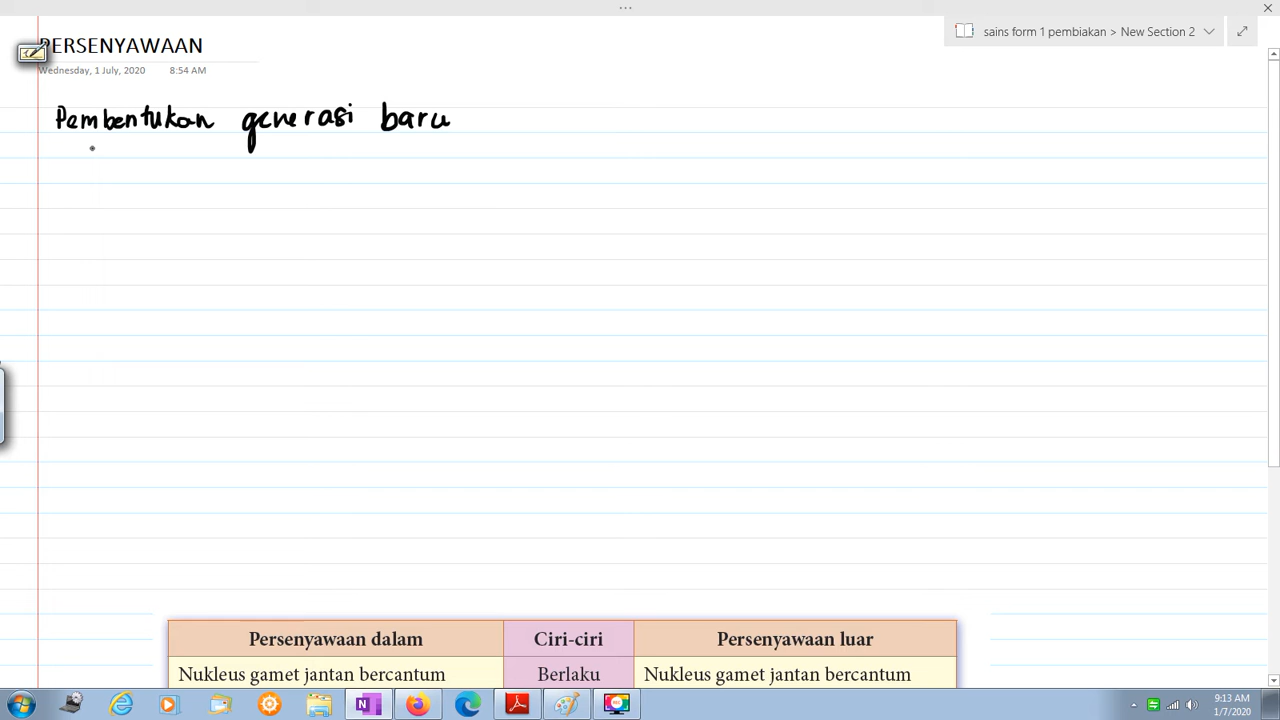 sains form 1 pembiakan > New Section 2
PERSENYAWAAN
Wednesday, 1 July, 2020 8:54 AM
Pembentukan generasi baru
Persenyawaan dalam Ciri-ciri Persenyawaan luar
Nukleus gamet jantan bercantum Berlaku Nukleus gamet jantan bercantum
9:13 AM
1/7/2020